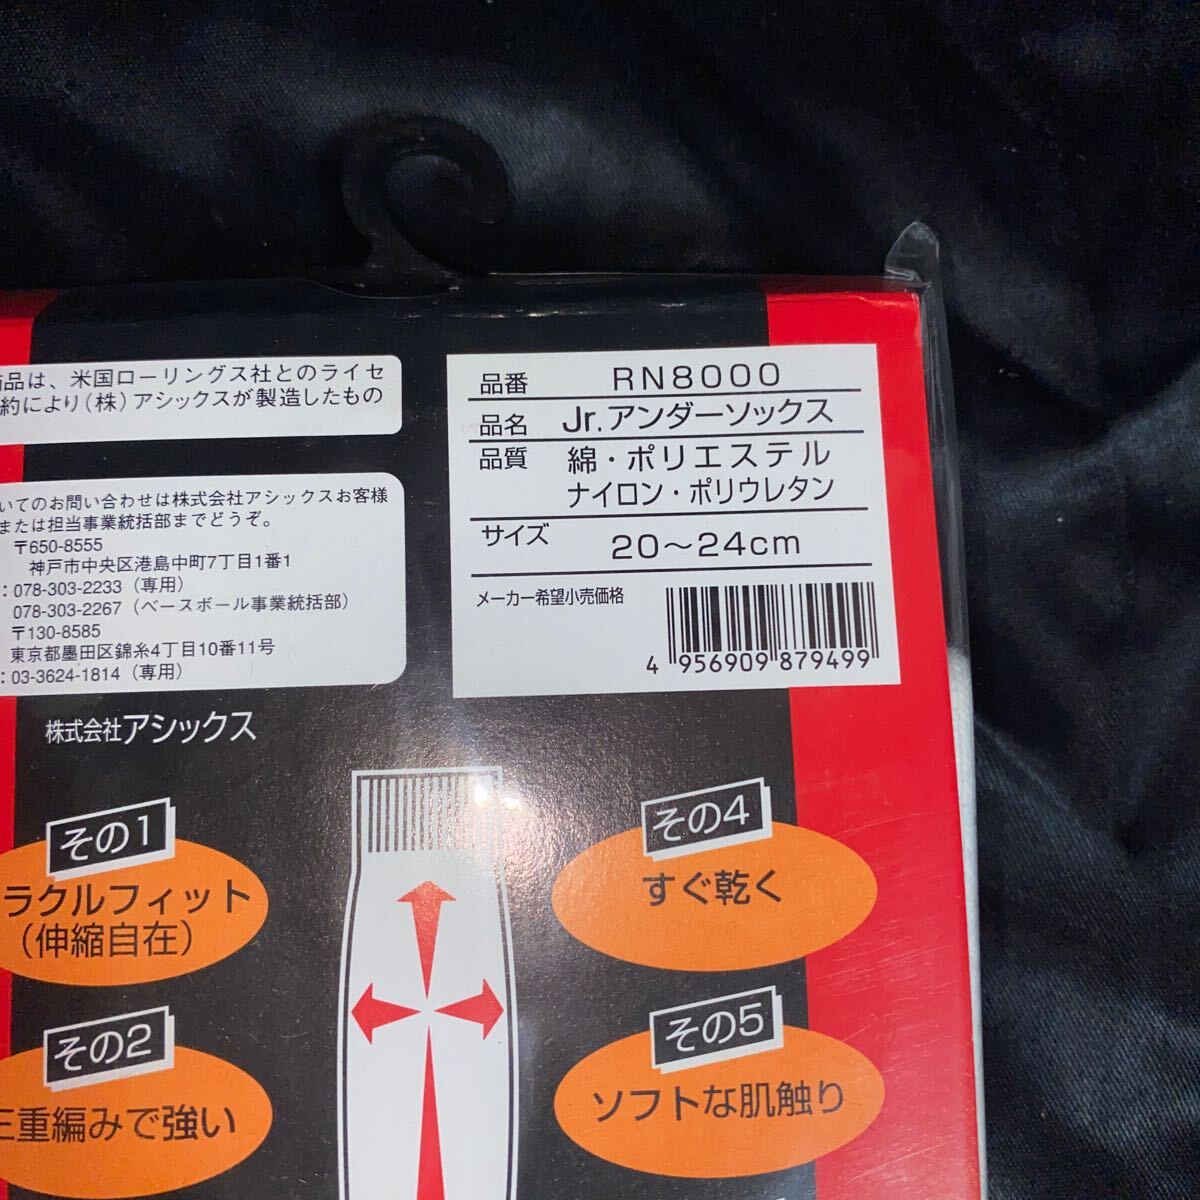 商品は、米国ローリングス社とのライセ
約により(株)アシックスが製造したもの
いてのお問い合わせは株式会社アシックスお客様
または担当事業統括部までどうぞ。
〒650-8555
神戸市中央区港島中町7丁目1番1
:078-303-2233(専用)
078-303-2267(ベースボール事業統括部)
〒130-8585
東京都墨田区錦糸4丁目10番11号
:03-3624-1814(専用)
株式会社アシックス
品番 RN8000
品名 Jr.アンダーソックス
品質 綿・ポリエステル
ナイロン・ポリウレタン
サイズ 20〜24cm
メーカー希望小売価格
4 956909 879499
その1
ラクルフィット
(伸縮自在)
その2
三重編みで強い
その4
すぐ乾く
その5
ソフトな肌触り